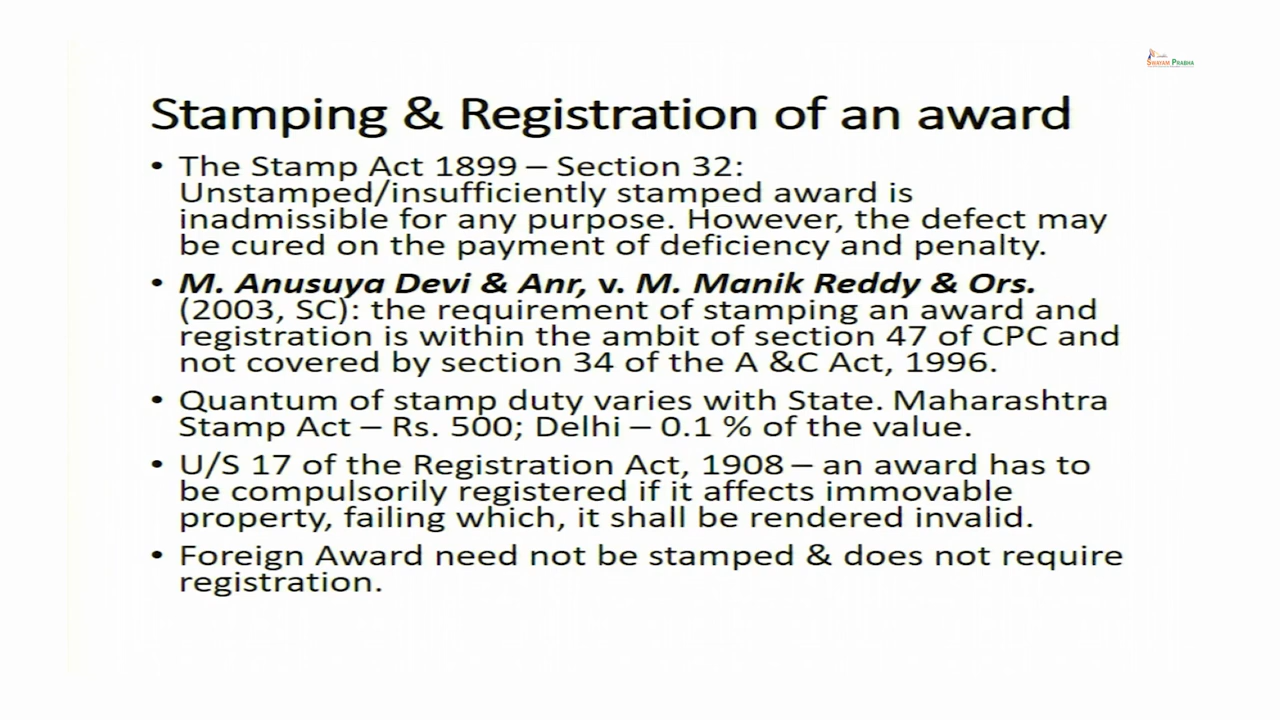 SWAYAM PRABHA
Stamping & Registration of an award
• The Stamp Act 1899 – Section 32:
Unstamped/insufficiently stamped award is
inadmissible for any purpose. However, the defect may
be cured on the payment of deficiency and penalty.
• M. Anusuya Devi & Anr, v. M. Manik Reddy & Ors.
(2003, SC): the requirement of stamping an award and
registration is within the ambit of section 47 of CPC and
not covered by section 34 of the A &C Act, 1996.
• Quantum of stamp duty varies with State. Maharashtra
Stamp Act – Rs. 500; Delhi – 0.1 % of the value.
• U/S 17 of the Registration Act, 1908 – an award has to
be compulsorily registered if it affects immovable
property, failing which, it shall be rendered invalid.
• Foreign Award need not be stamped & does not require
registration.